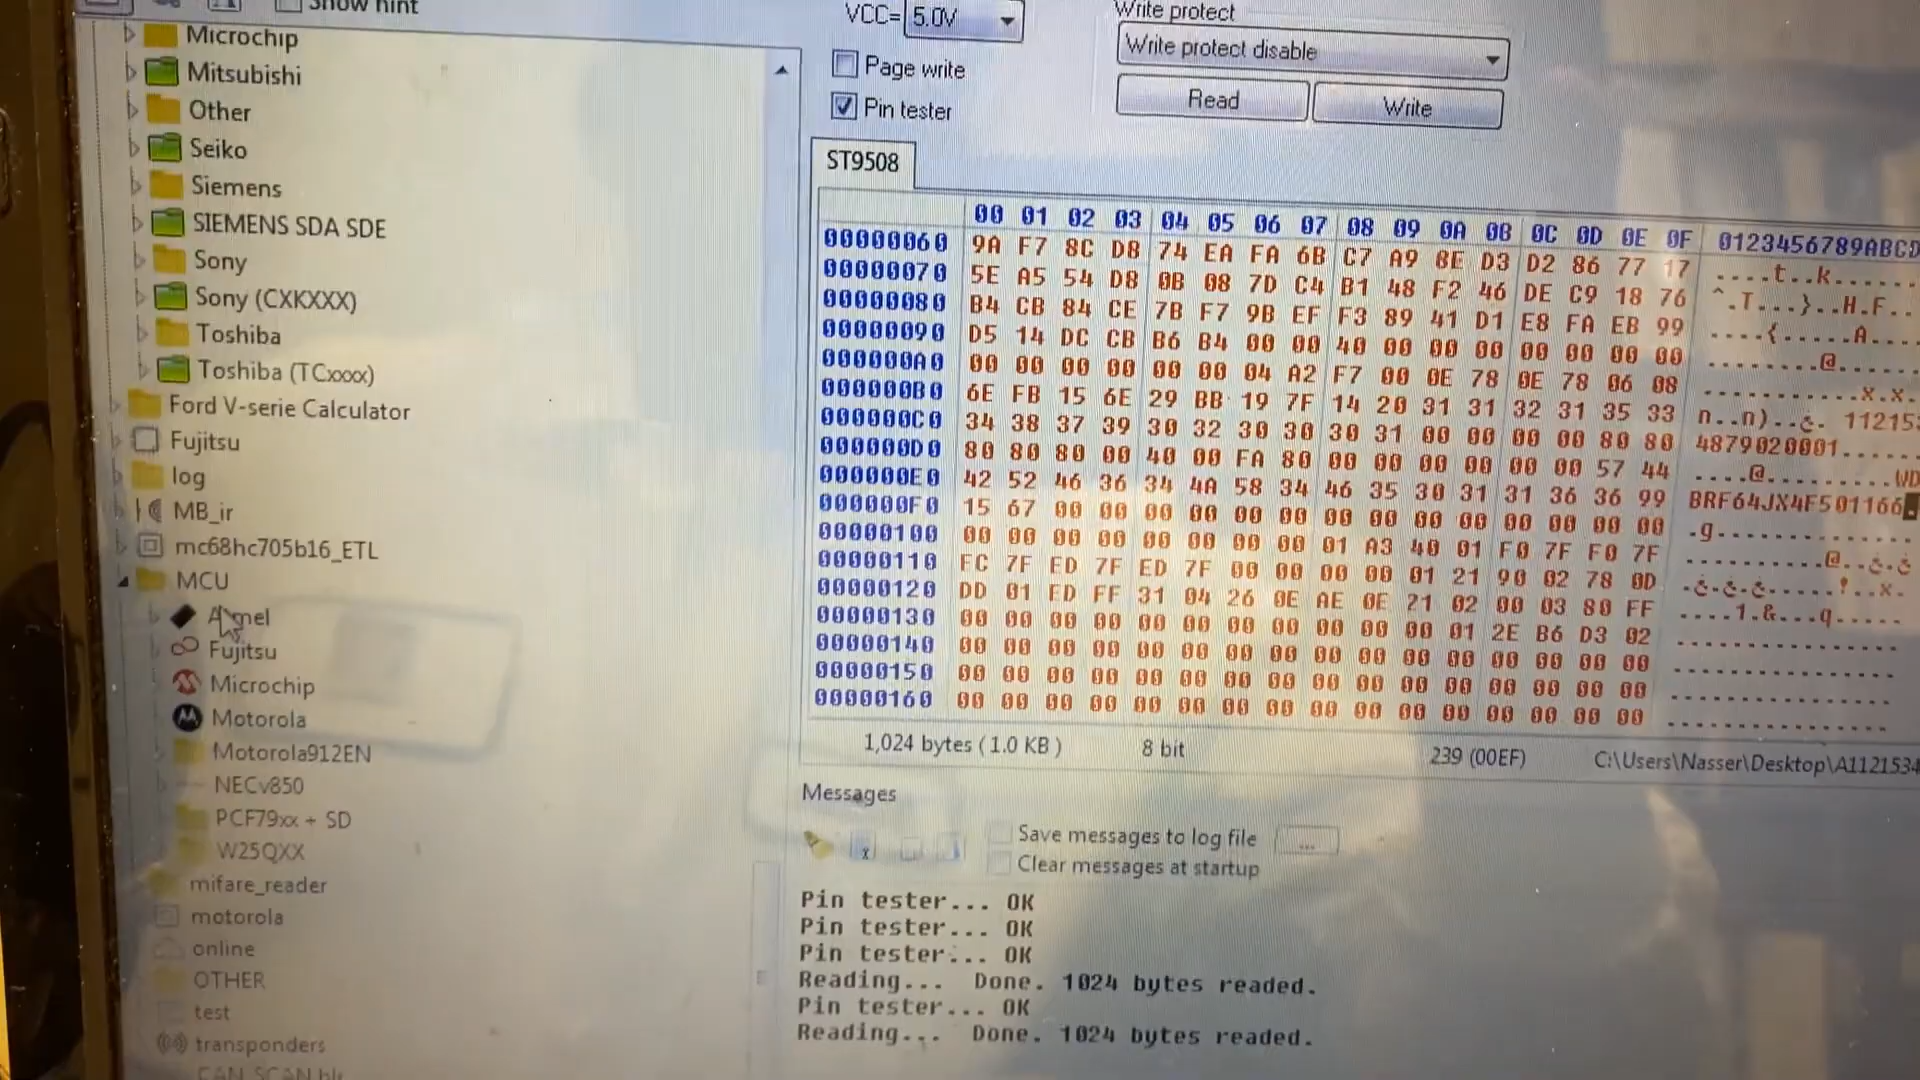 Show hint
Microchip
Mitsubishi
Other
Seiko
Siemens
SIEMENS SDA SDE
Sony
Sony (CXKXXX)
Toshiba
Toshiba (TCxxxx)
Ford V-serie Calculator
Fujitsu
log
MB_ir
mc68hc705b16_ETL
MCU
Fujitsu
Microchip
Motorola
Motorola912EN
NECv850
PCF79xx + SD
W25QXX
mifare_reader
motorola
online
OTHER
test
transponders
VCC= 5.0V
Page write
Pin tester
Write protect
Write protect disable
Read Write
ST9508
00 01 02 03 04 05 06 07 08 09 0A 0B 0C 0D 0E 0F 0123456789ABCD
00000060 9A F7 8C D8 74 EA FA 6B C7 A9 8E D3 D2 86 77 17 ....t..k......
00000070 5E A5 54 D8 0B 08 7D C4 B1 48 F2 46 DE C9 18 76 ^.T...}..H.F..
00000080 B4 CB 84 CE 7B F7 9B EF F3 89 41 D1 E8 FA EB 99 ....{.....A...
00000090 D5 14 DC CB B6 B4 00 00 40 00 00 00 00 00 00 00 ........@.....
000000A0 00 00 00 00 00 00 04 A2 F7 00 0E 78 0E 78 06 08 ...........x.x
000000B0 6E FB 15 6E 29 BB 19 7F 14 20 31 31 32 31 35 33 n..n)... 11215
000000C0 34 38 37 39 30 32 30 30 30 31 00 00 00 00 80 80 4879020001....
000000D0 80 80 80 00 40 00 FA 80 00 00 00 00 00 00 57 44 ....@.........WD
000000E0 42 52 46 36 34 4A 58 34 46 35 30 31 31 36 36 99 BRF64JX4F501166.
000000F0 15 67 00 00 00 00 00 00 00 00 00 00 00 00 00 00 .g..............
00000100 00 00 00 00 00 00 00 00 01 A3 40 01 F0 7F F0 7F ..........@.....
00000110 FC 7F ED 7F ED 7F 00 00 00 00 01 21 90 02 78 0D ...........!..x.
00000120 DD 01 ED FF 31 04 26 0E AE 0E 21 02 00 03 80 FF ....1.&...
00000130 00 00 00 00 00 00 00 00 00 00 00 01 2E B6 D3 02
00000140 00 00 00 00 00 00 00 00 00 00 00 00 00 00 00 00
00000150 00 00 00 00 00 00 00 00 00 00 00 00 00 00 00 00
00000160 00 00 00 00 00 00 00 00 00 00 00 00 00 00 00 00
1,024 bytes (1.0 KB) 8 bit 239 (00EF) C:\Users\Nasser\Desktop\A1121534
Messages
Save messages to log file ...
Clear messages at startup
Pin tester... OK
Pin tester... OK
Pin tester... OK
Reading... Done. 1024 bytes readed.
Pin tester... OK
Reading... Done. 1024 bytes readed.